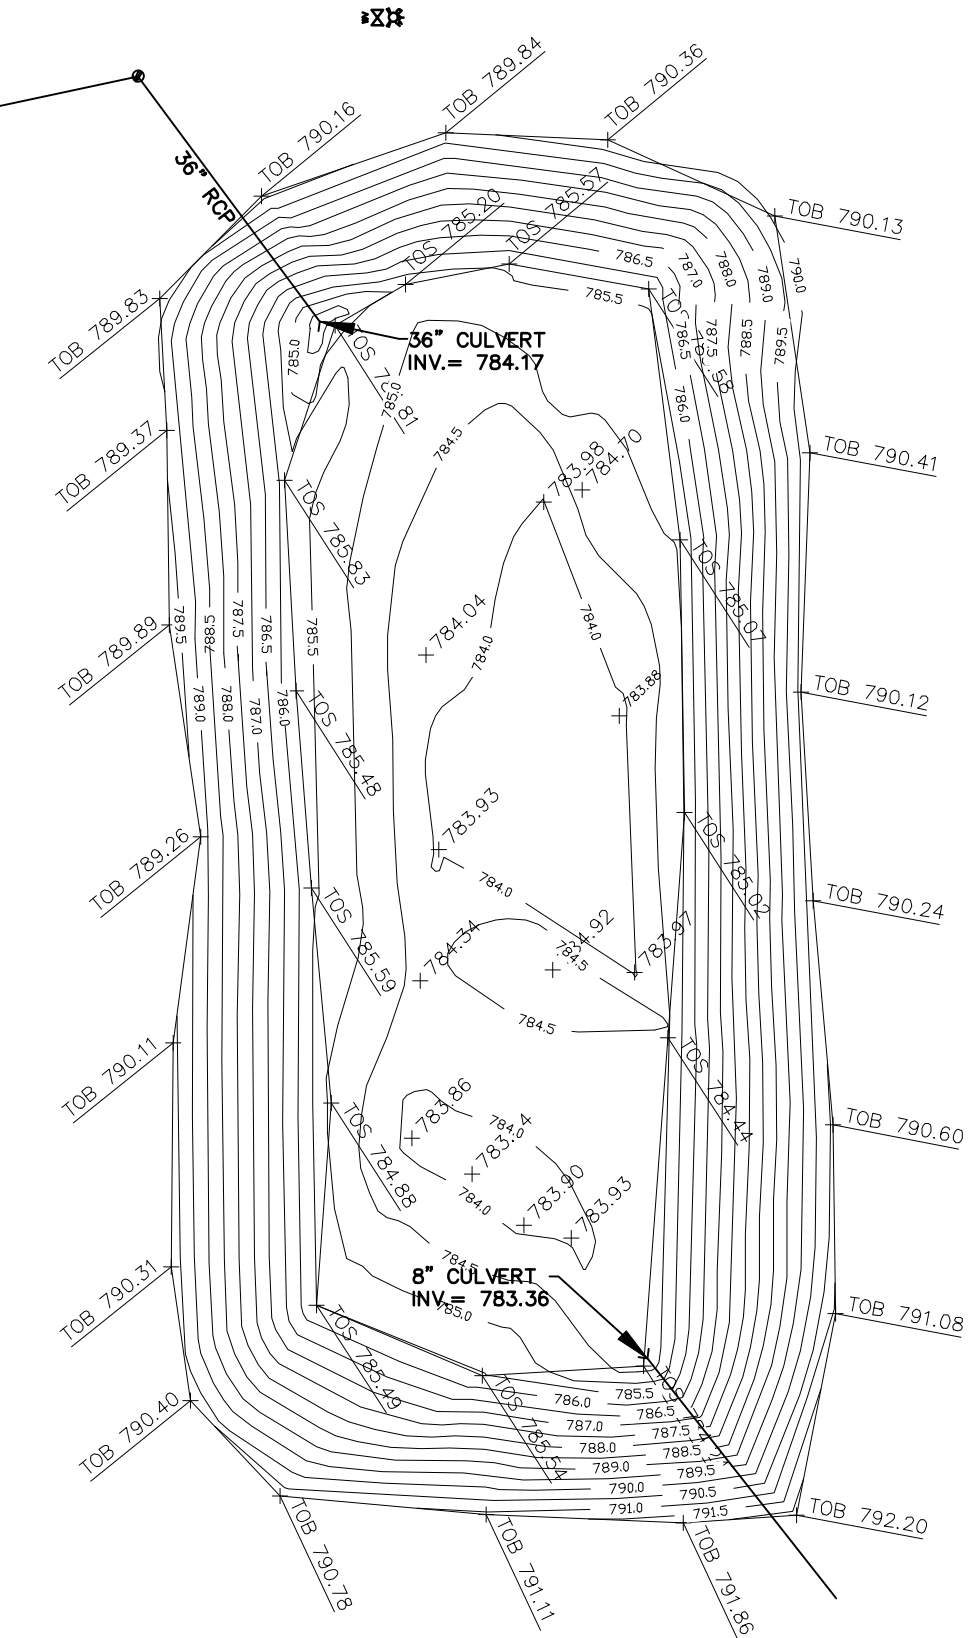 TOB 789.84
TOB 790.36
TOB 790.16
36" RCP
TOS 785.20
TOS 785.57
TOB 790.13
786.5
787.0
788.0
789.0
790.0
785.5
TOB 789.83
36" CULVERT
INV.= 784.17
785.0
786.5
787.5
788.5
789.5
785.0
786.0
TOB 789.37
784.5
TOB 790.41
783.98
784.70
TOS 785.83
TOS 785.07
784.04
784.0
784.0
TOB 789.89
789.5
788.5
787.5
786.5
785.5
789.0
788.0
787.0
786.0
783.88
TOB 790.12
TOS 785.48
783.93
TOB 789.26
784.0
TOS 785.02
TOB 790.24
TOS 785.59
784.34
784.5
783.97
784.5
TOB 790.11
TOS 784.44
783.86
784.0
TOB 790.60
TOS 784.88
784.0
783.90
783.93
TOB 790.31
784.5
8" CULVERT
INV.= 783.36
785.0
TOB 791.08
TOS 785.49
TOS 785.54
786.0
785.5
787.0
786.5
788.0
787.5
789.0
788.5
790.0
789.5
791.0
790.5
791.5
TOB 790.40
TOB 790.78
TOB 791.11
TOB 791.86
TOB 792.20